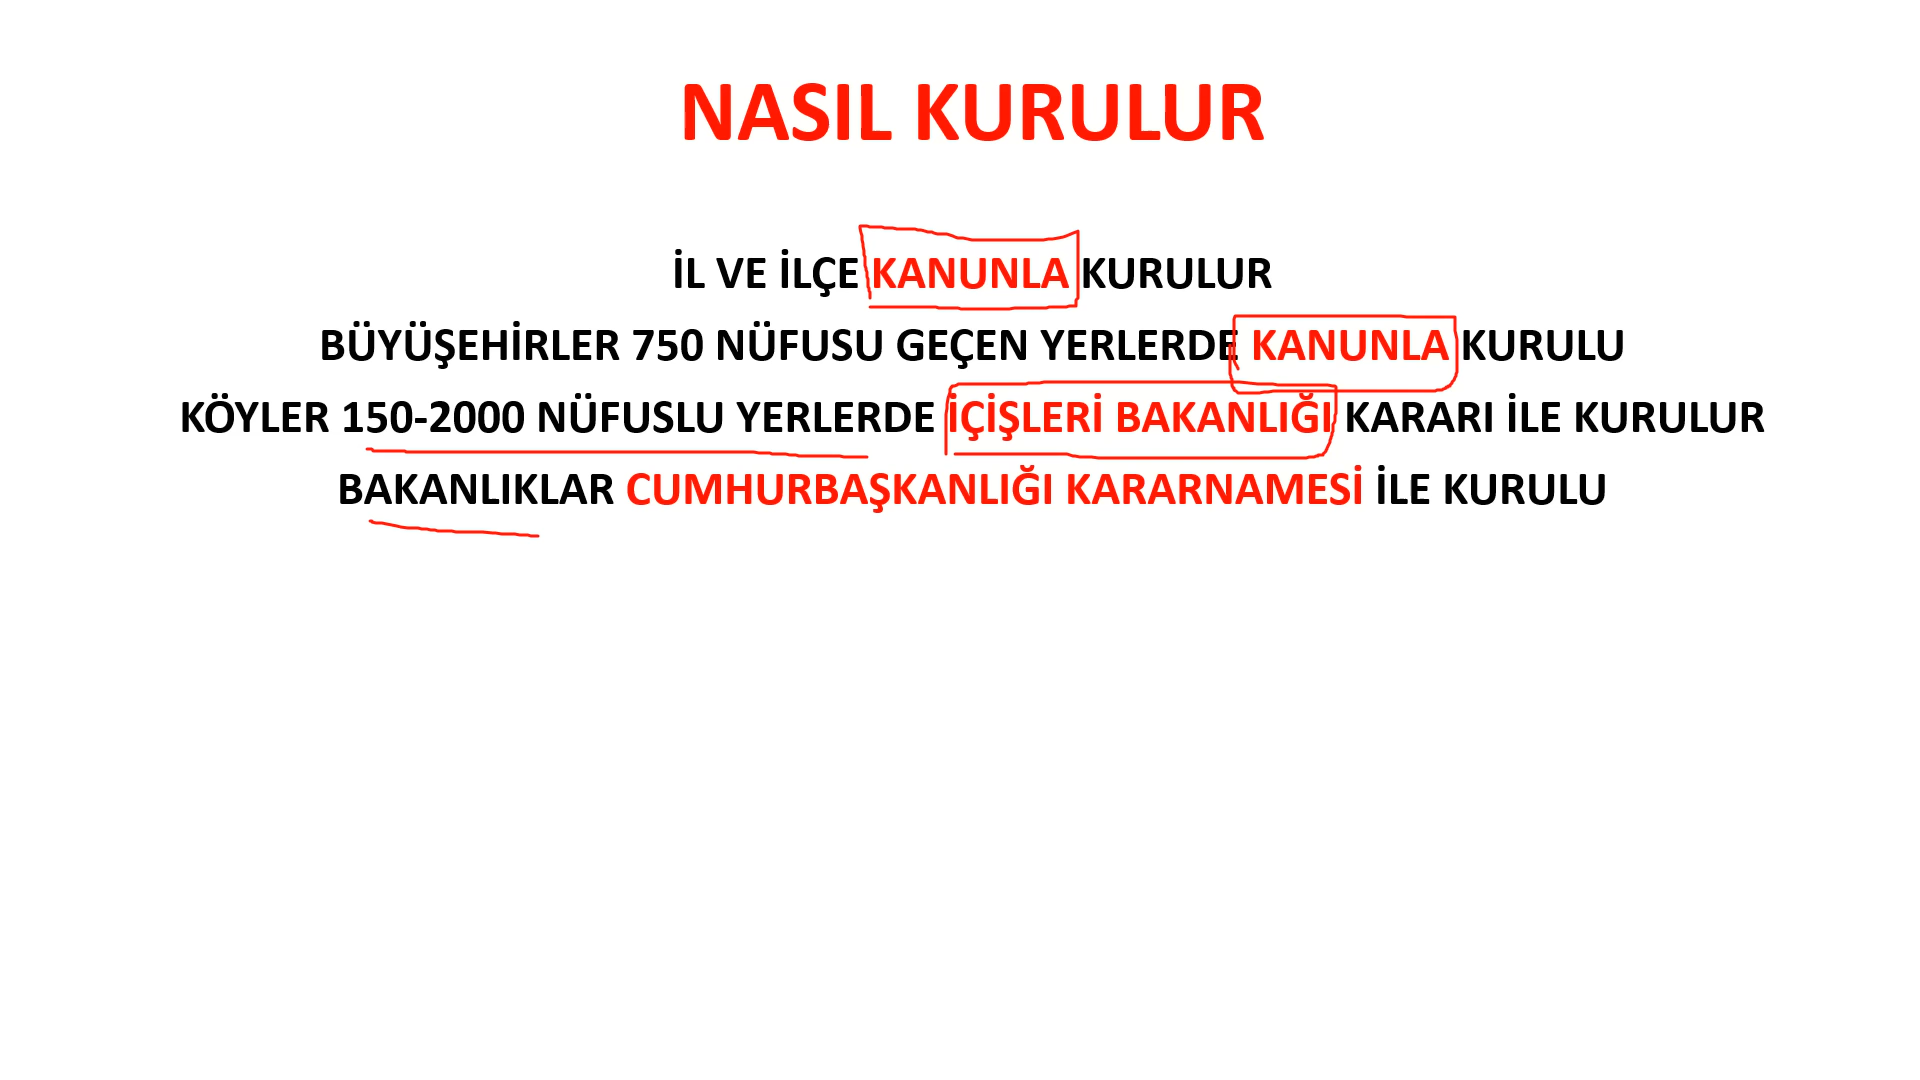 NASIL KURULUR
İL VE İLÇE KANUNLA KURULUR
BÜYÜŞEHİRLER 750 NÜFUSU GEÇEN YERLERDE KANUNLA KURULU
KÖYLER 150-2000 NÜFUSLU YERLERDE İÇİŞLERİ BAKANLIĞI KARARI İLE KURULUR
BAKANLIKLAR CUMHURBAŞKANLIĞI KARARNAMESİ İLE KURULU